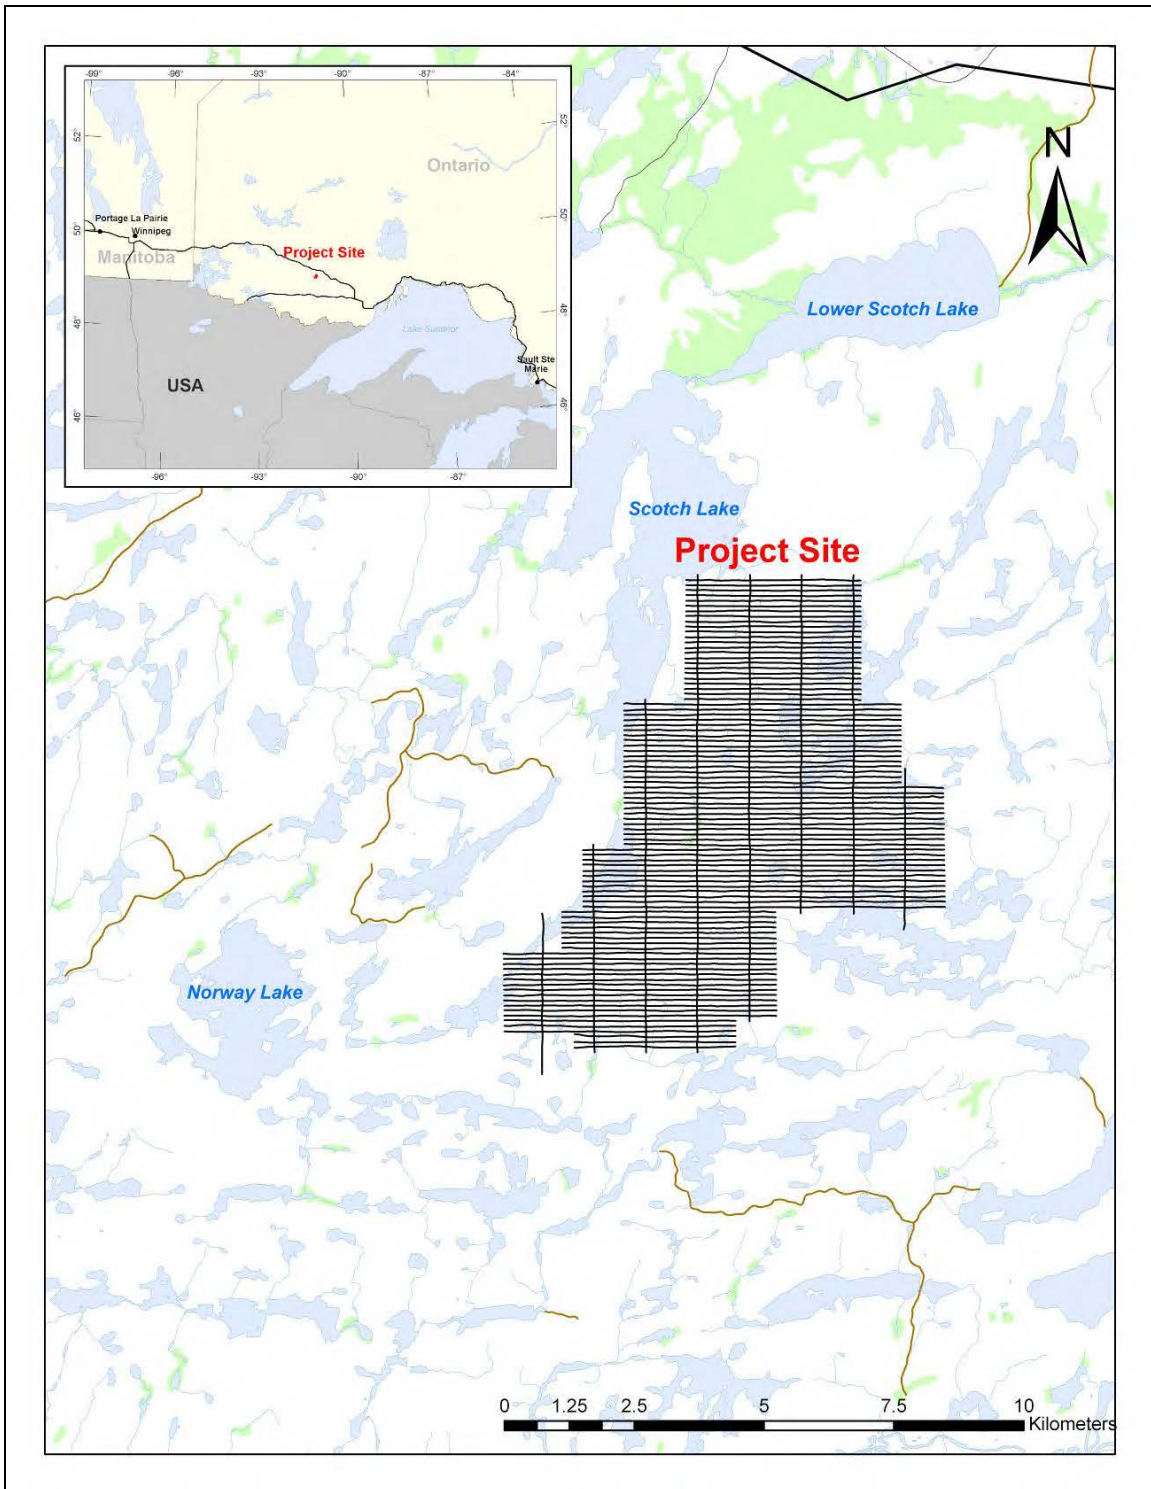 -99° -96° -93° -90° -87° -84°
52° 52°
Ontario
50° 50°
Portage La Pairie
Winnipeg
Manitoba
Project Site
48° 48°
Lake Superior
Sault Ste
Marie
USA
46° 46°
-96° -93° -90° -87°
N
Lower Scotch Lake
Scotch Lake
Project Site
Norway Lake
0 1.25 2.5 5 7.5 10
Kilometers